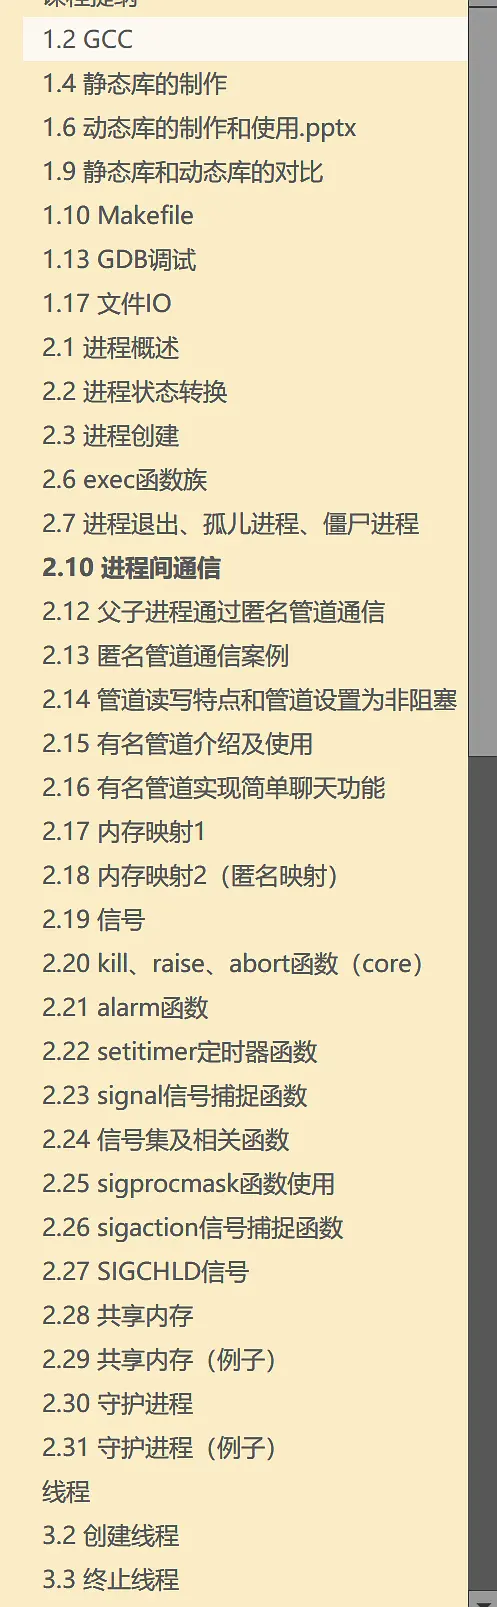 课程提纲
1.2 GCC
1.4 静态库的制作
1.6 动态库的制作和使用.pptx
1.9 静态库和动态库的对比
1.10 Makefile
1.13 GDB调试
1.17 文件IO
2.1 进程概述
2.2 进程状态转换
2.3 进程创建
2.6 exec函数族
2.7 进程退出、孤儿进程、僵尸进程
2.10 进程间通信
2.12 父子进程通过匿名管道通信
2.13 匿名管道通信案例
2.14 管道读写特点和管道设置为非阻塞
2.15 有名管道介绍及使用
2.16 有名管道实现简单聊天功能
2.17 内存映射1
2.18 内存映射2（匿名映射）
2.19 信号
2.20 kill、raise、abort函数（core）
2.21 alarm函数
2.22 setitimer定时器函数
2.23 signal信号捕捉函数
2.24 信号集及相关函数
2.25 sigprocmask函数使用
2.26 sigaction信号捕捉函数
2.27 SIGCHLD信号
2.28 共享内存
2.29 共享内存（例子）
2.30 守护进程
2.31 守护进程（例子）
线程
3.2 创建线程
3.3 终止线程